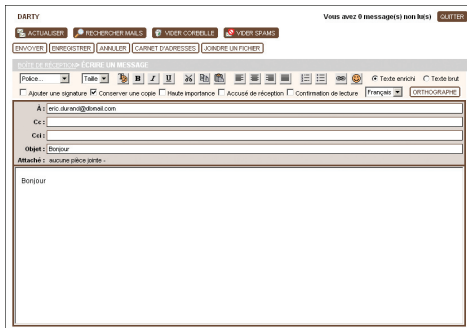 DARTY Vous avez 0 message(s) non lu(s) QUITTER
ACTUALISER RECHERCHER MAILS VIDER CORBEILLE VIDER SPAMS
ENVOYER ENREGISTRER ANNULER CARNET D'ADRESSES JOINDRE UN FICHIER
BOÎTE DE RÉCEPTION> ÉCRIRE UN MESSAGE
Police... Taille B I U Texte enrichi Texte brut
Ajouter une signature Conserver une copie Haute importance Accusé de réception Confirmation de lecture Français ORTHOGRAPHE
À : eric.durand@domail.com
Cc :
Cci :
Objet : Bonjour
Attaché : aucune pièce jointe -
Bonjour